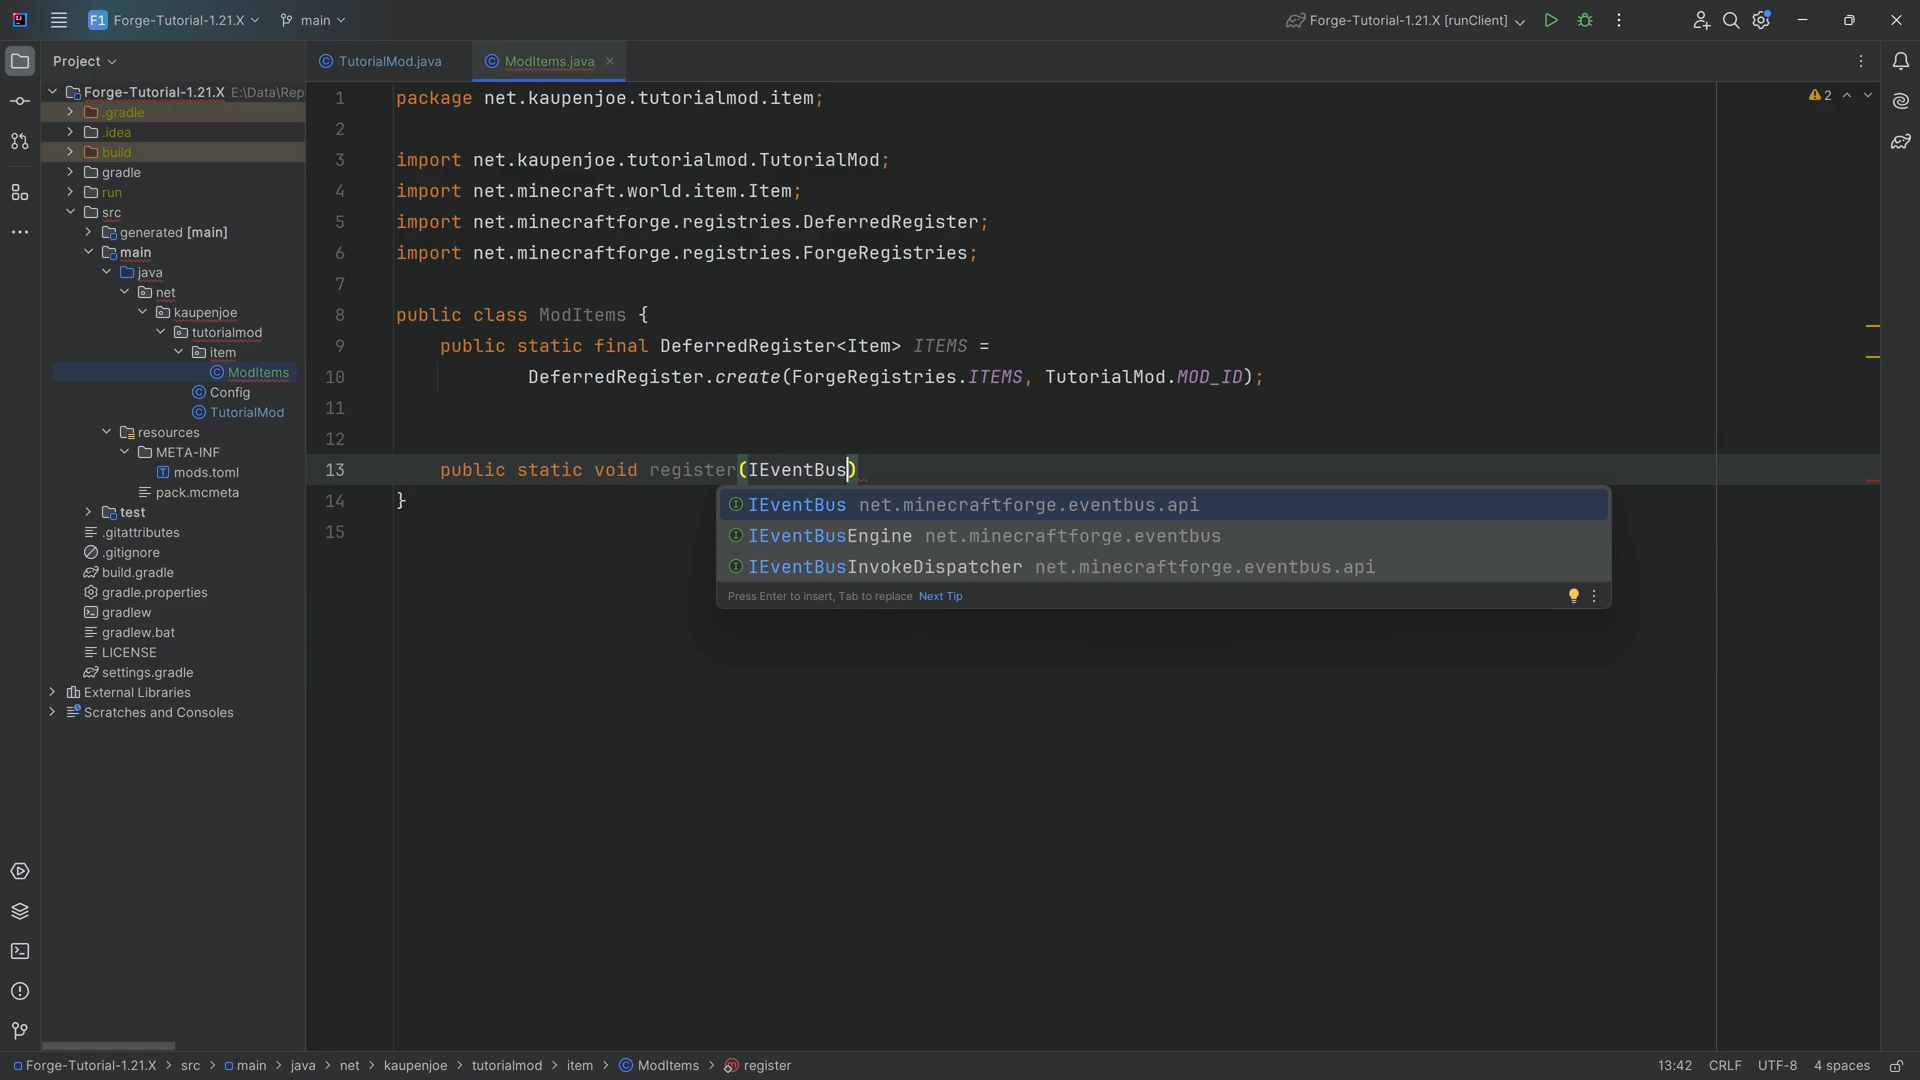 F1 Forge-Tutorial-1.21.X main Forge-Tutorial-1.21.X [runClient]
Project
TutorialMod.java ModItems.java
Forge-Tutorial-1.21.X E:\Data\Rep
.gradle
.idea
build
gradle
run
src
generated [main]
main
java
net
kaupenjoe
tutorialmod
item
ModItems
Config
TutorialMod
resources
META-INF
mods.toml
pack.mcmeta
test
.gitattributes
.gitignore
build.gradle
gradle.properties
gradlew
gradlew.bat
LICENSE
settings.gradle
External Libraries
Scratches and Consoles
2
1 package net.kaupenjoe.tutorialmod.item;
2
3 import net.kaupenjoe.tutorialmod.TutorialMod;
4 import net.minecraft.world.item.Item;
5 import net.minecraftforge.registries.DeferredRegister;
6 import net.minecraftforge.registries.ForgeRegistries;
7
8 public class ModItems {
9 public static final DeferredRegister<Item> ITEMS =
10 DeferredRegister.create(ForgeRegistries.ITEMS, TutorialMod.MOD_ID);
11
12
13 public static void register(IEventBus)
14 }
15
IEventBus net.minecraftforge.eventbus.api
IEventBusEngine net.minecraftforge.eventbus
IEventBusInvokeDispatcher net.minecraftforge.eventbus.api
Press Enter to insert, Tab to replace Next Tip
Forge-Tutorial-1.21.X > src > main > java > net > kaupenjoe > tutorialmod > item > ModItems > register
13:42 CRLF UTF-8 4 spaces